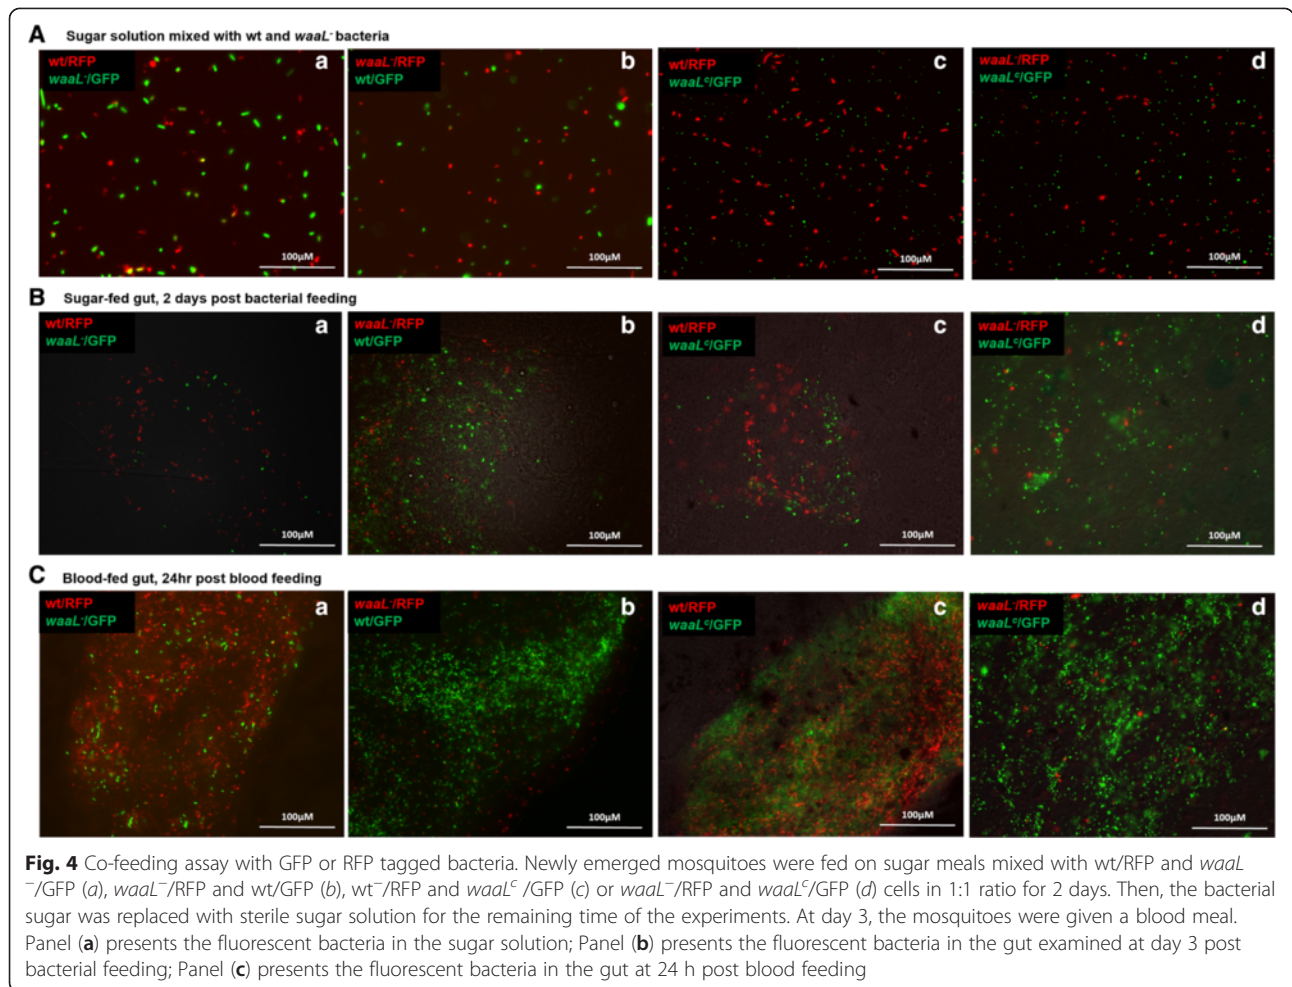 A Sugar solution mixed with wt and waaL⁻ bacteria
wt/RFP
waaL⁻/GFP
a
100µM
waaL⁻/RFP
wt/GFP
b
100µM
wt/RFP
waaLᶜ/GFP
c
100µM
waaL⁻/RFP
waaLᶜ/GFP
d
100µM
B Sugar-fed gut, 2 days post bacterial feeding
wt/RFP
waaL⁻/GFP
a
100µM
waaL⁻/RFP
wt/GFP
b
100µM
wt/RFP
waaLᶜ/GFP
c
100µM
waaL⁻/RFP
waaLᶜ/GFP
d
100µM
C Blood-fed gut, 24hr post blood feeding
wt/RFP
waaL⁻/GFP
a
100µM
waaL⁻/RFP
wt/GFP
b
100µM
wt/RFP
waaLᶜ/GFP
c
100µM
waaL⁻/RFP
waaLᶜ/GFP
d
100µM
Fig. 4 Co-feeding assay with GFP or RFP tagged bacteria. Newly emerged mosquitoes were fed on sugar meals mixed with wt/RFP and waaL
⁻/GFP (a), waaL⁻/RFP and wt/GFP (b), wt⁻/RFP and waaLᶜ /GFP (c) or waaL⁻/RFP and waaLᶜ/GFP (d) cells in 1:1 ratio for 2 days. Then, the bacterial
sugar was replaced with sterile sugar solution for the remaining time of the experiments. At day 3, the mosquitoes were given a blood meal.
Panel (a) presents the fluorescent bacteria in the sugar solution; Panel (b) presents the fluorescent bacteria in the gut examined at day 3 post
bacterial feeding; Panel (c) presents the fluorescent bacteria in the gut at 24 h post blood feeding